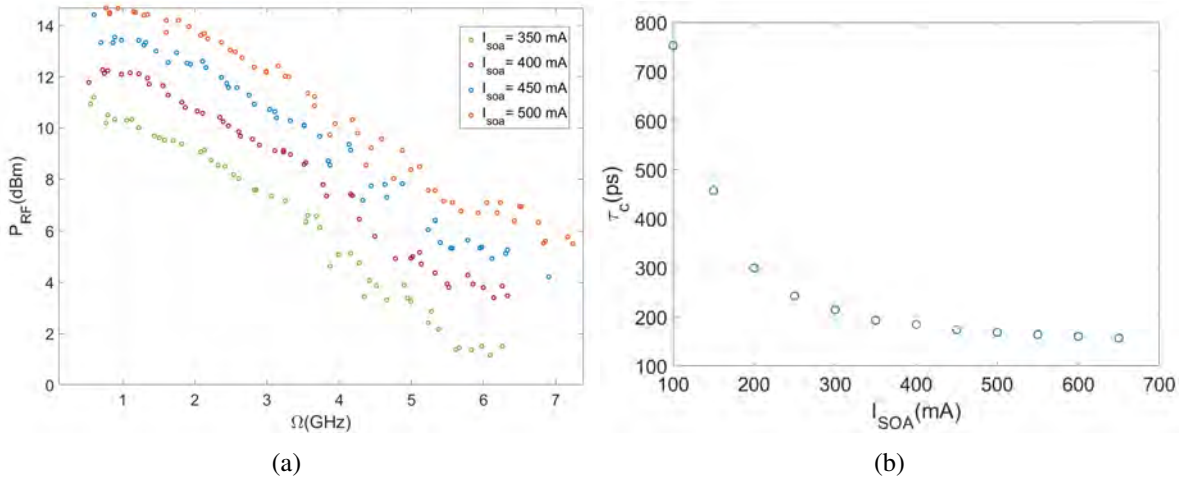 14
12
10
8
6
4
2
0
P_RF(dBm)
1 2 3 4 5 6 7
Ω(GHz)
I_soa = 350 mA
I_soa = 400 mA
I_soa = 450 mA
I_soa = 500 mA
(a)
800
700
600
500
400
300
200
100
τ_c(ps)
100 200 300 400 500 600 700
I_SOA(mA)
(b)